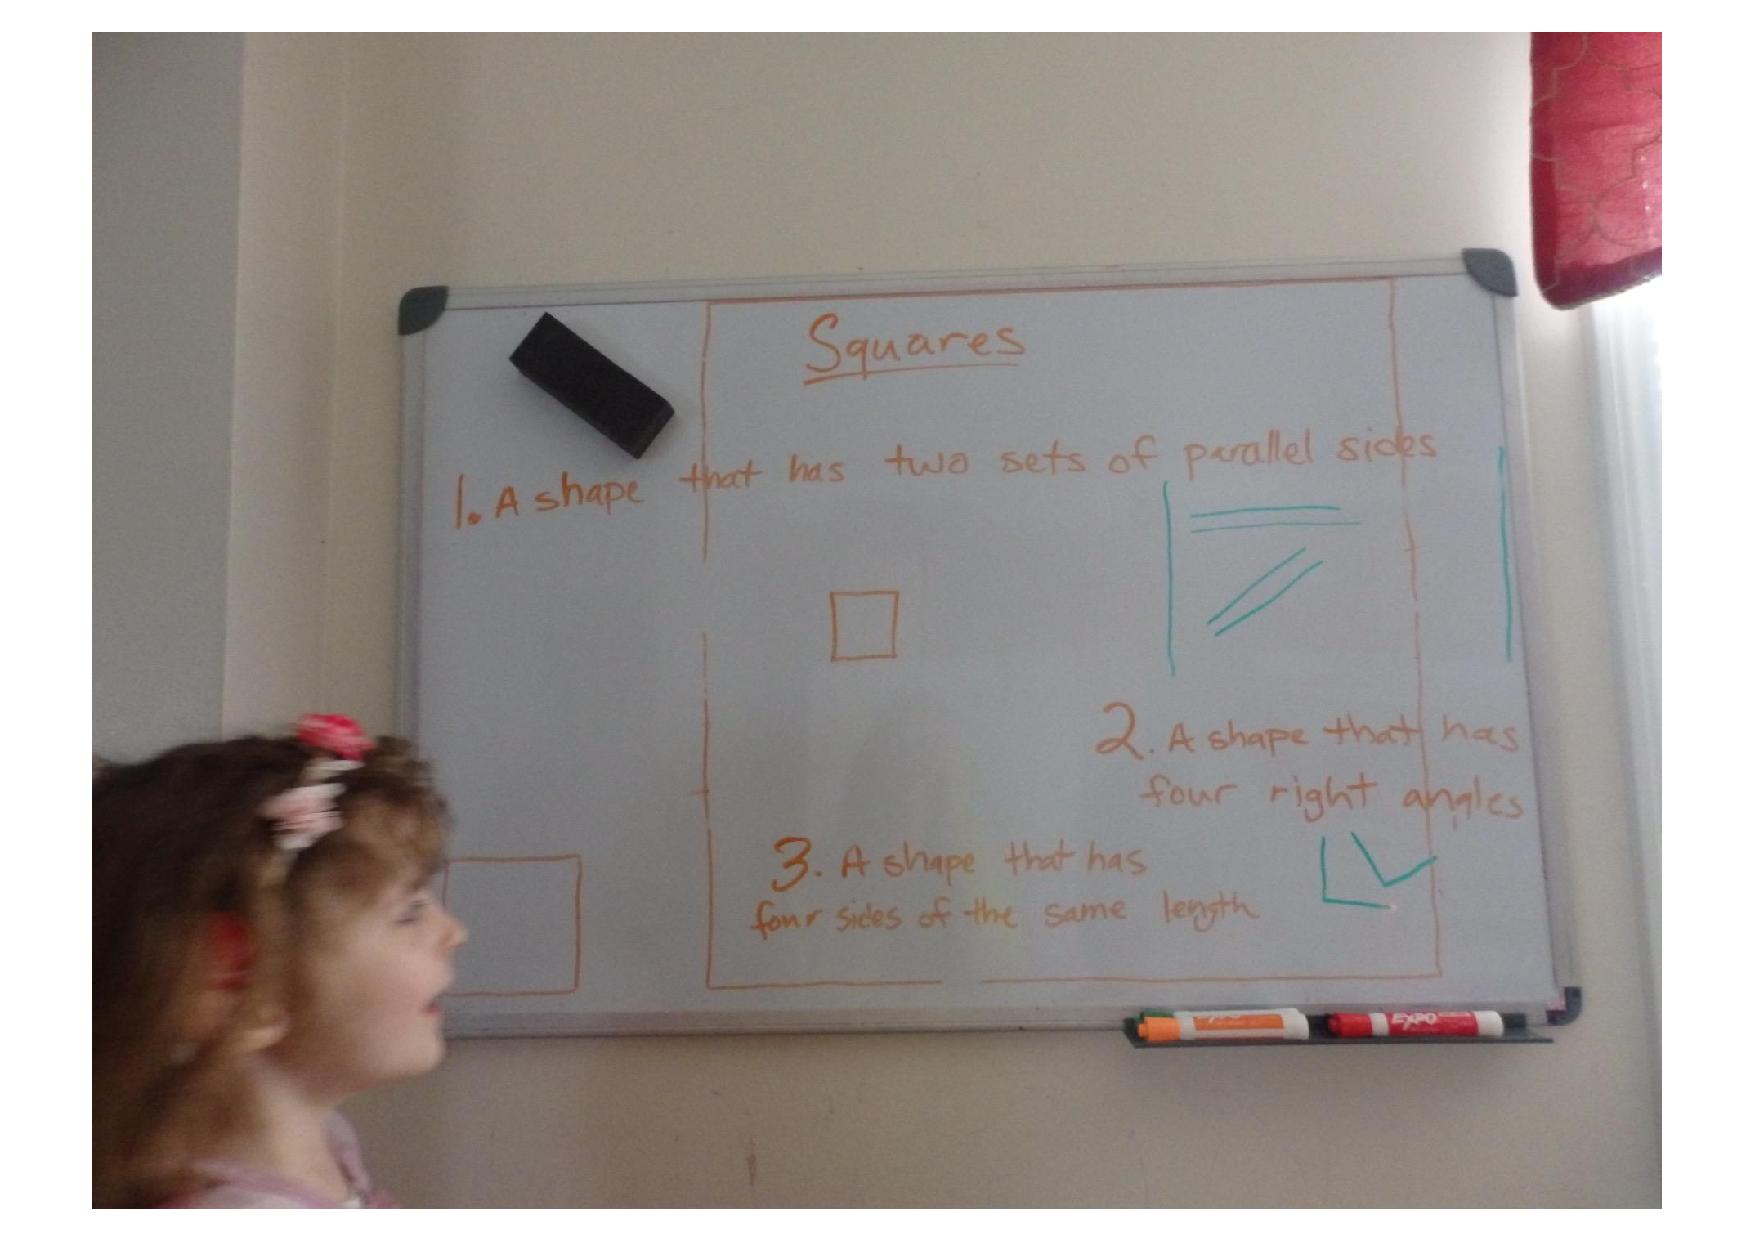 Squares
1. A shape that has two sets of parallel sides
2. A shape that has
four right angles
3. A shape that has
four sides of the same length
EXPO